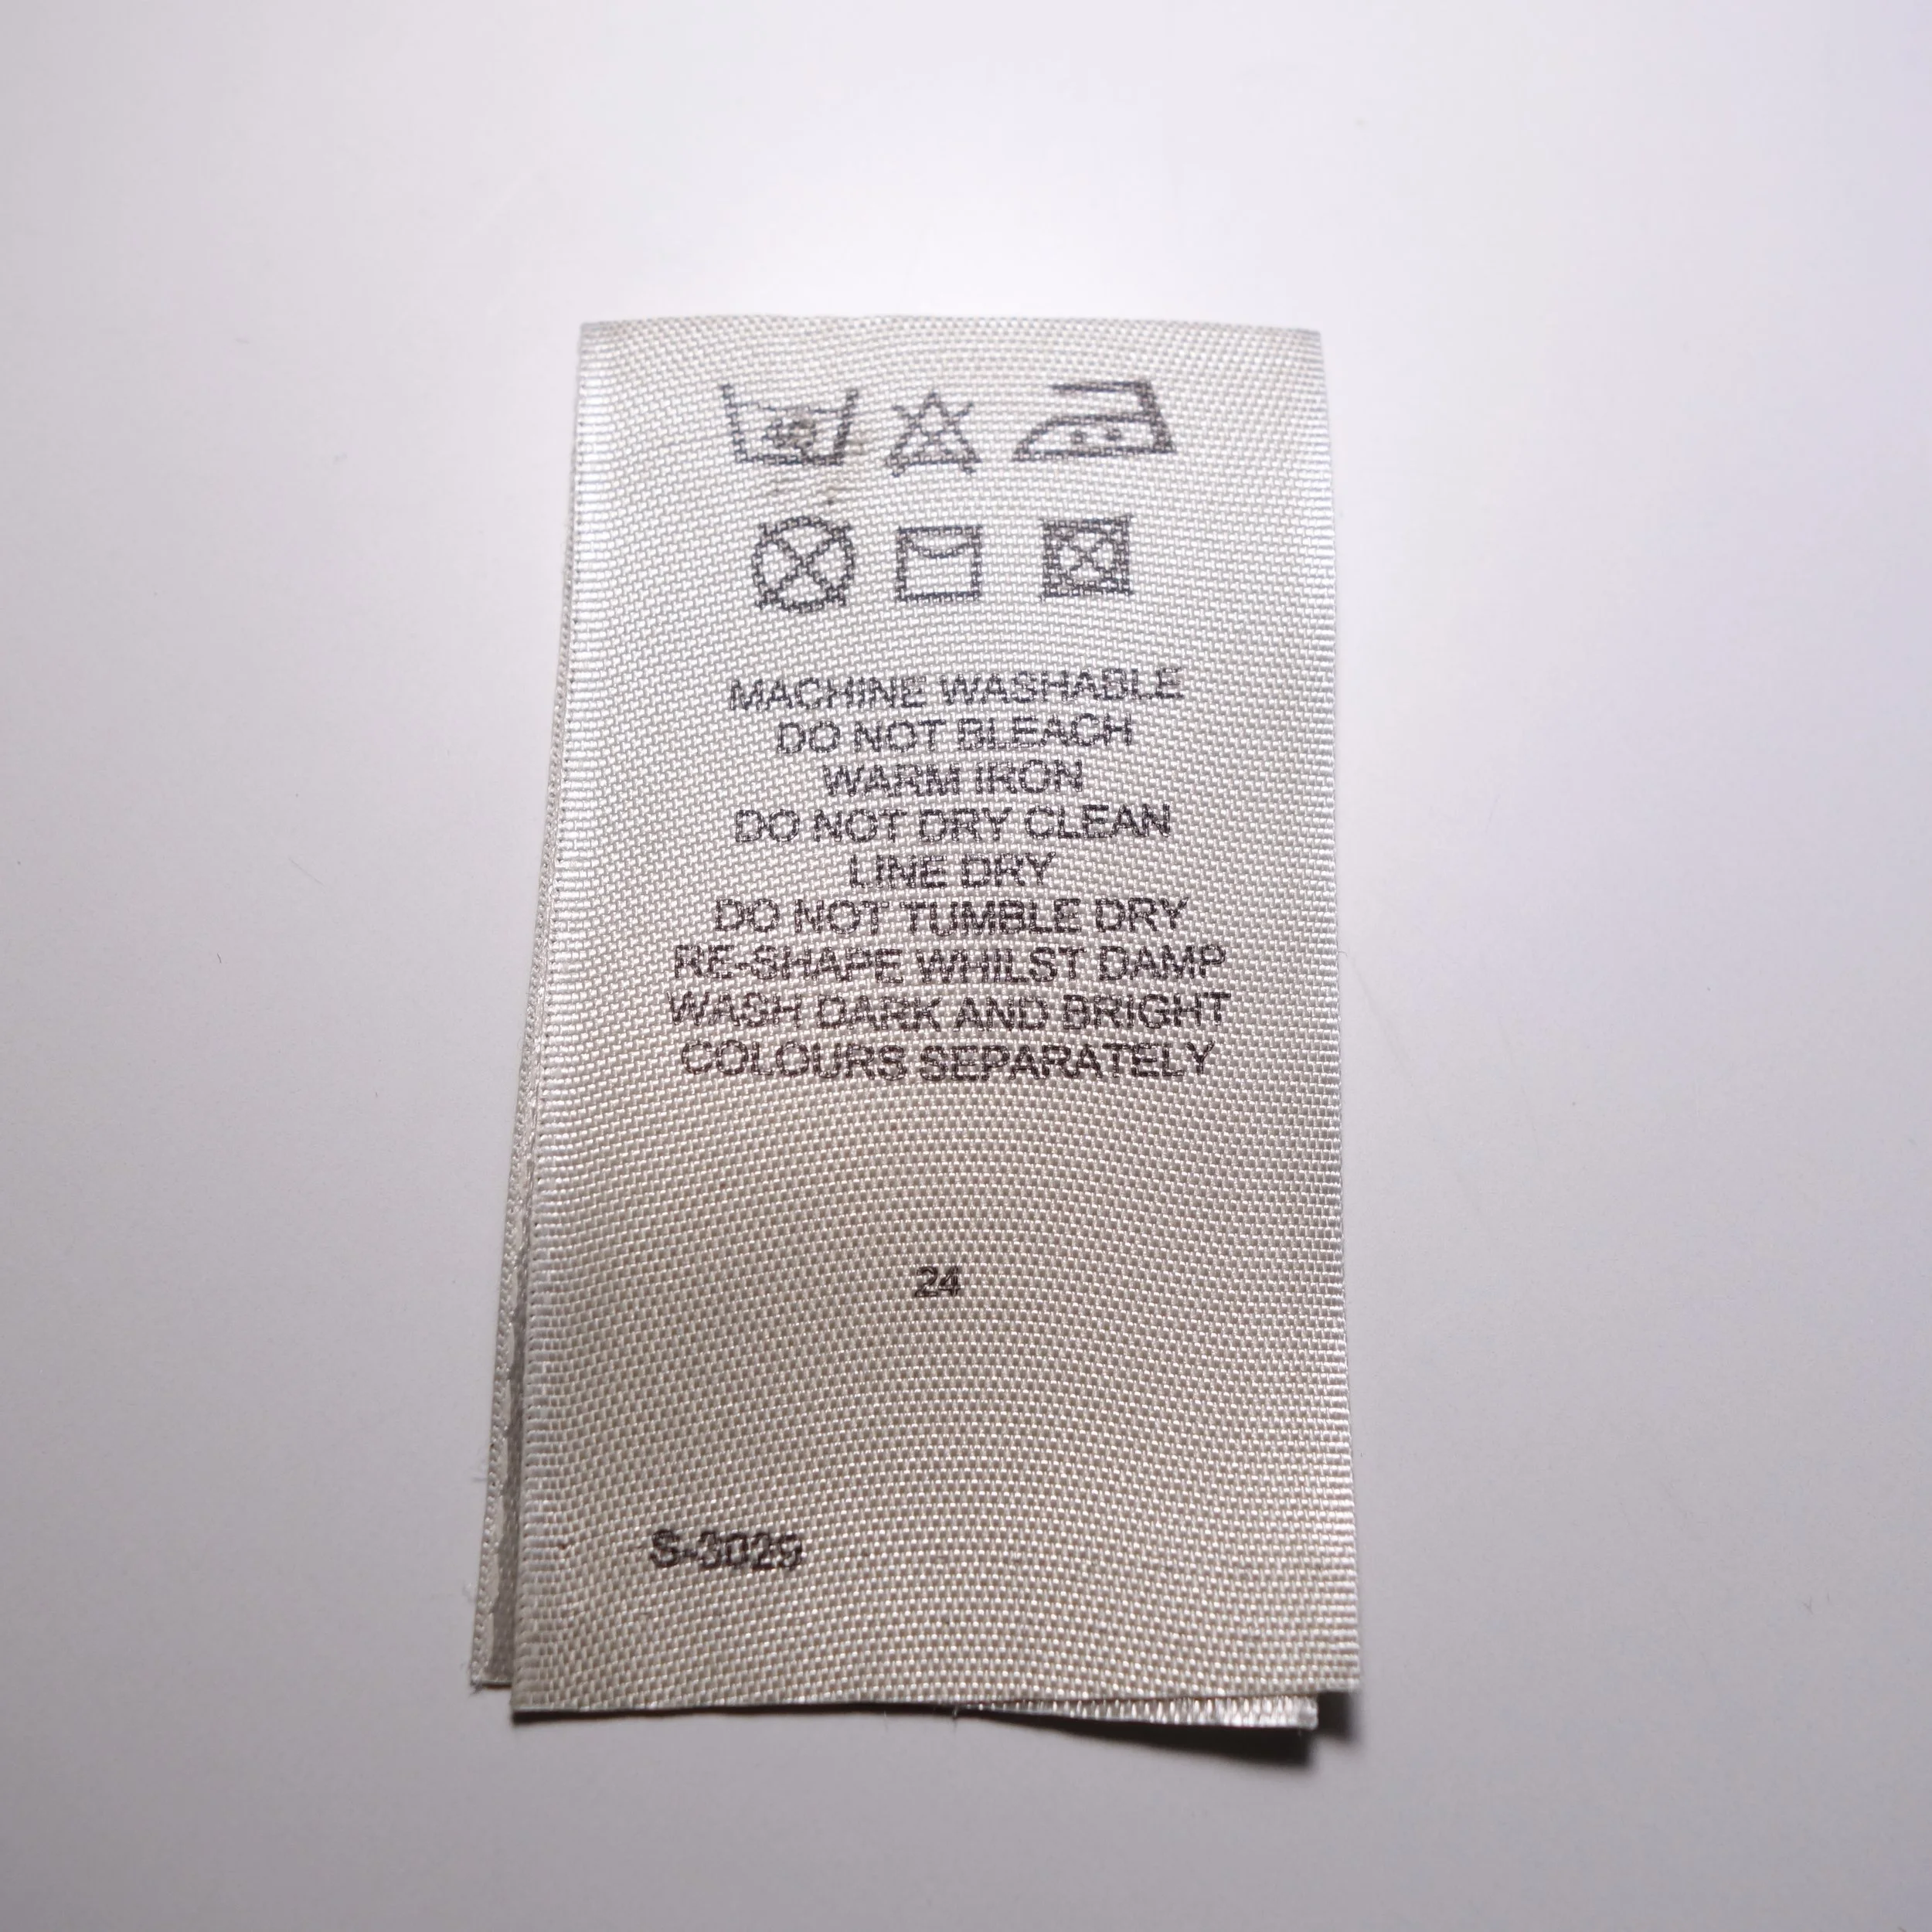 40
MACHINE WASHABLE
DO NOT BLEACH
WARM IRON
DO NOT DRY CLEAN
LINE DRY
DO NOT TUMBLE DRY
RE-SHAPE WHILST DAMP
WASH DARK AND BRIGHT
COLOURS SEPARATELY
24
S-3029